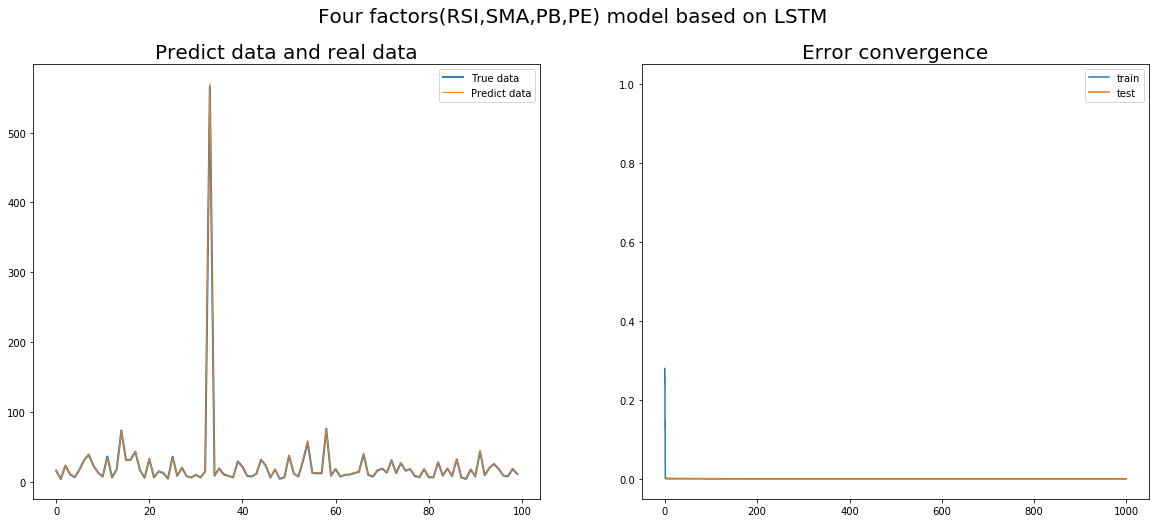 Four factors(RSI,SMA,PB,PE) model based on LSTM
Predict data and real data
True data
Predict data
500
400
300
200
100
0
0 20 40 60 80 100
Error convergence
train
test
1.0
0.8
0.6
0.4
0.2
0.0
0 200 400 600 800 1000